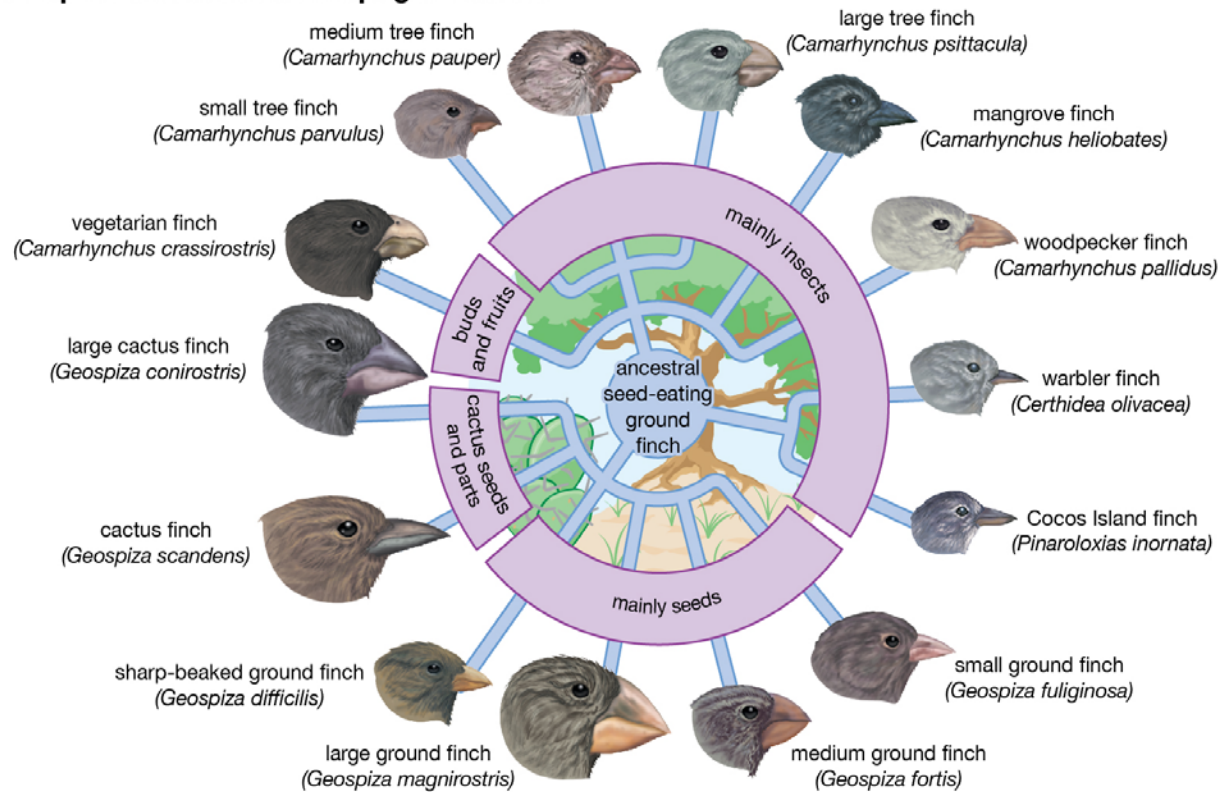 medium tree finch
(Camarhynchus pauper)
large tree finch
(Camarhynchus psittacula)
small tree finch
(Camarhynchus parvulus)
mangrove finch
(Camarhynchus heliobates)
vegetarian finch
(Camarhynchus crassirostris)
woodpecker finch
(Camarhynchus pallidus)
large cactus finch
(Geospiza conirostris)
warbler finch
(Certhidea olivacea)
cactus finch
(Geospiza scandens)
Cocos Island finch
(Pinaroloxias inornata)
sharp-beaked ground finch
(Geospiza difficilis)
small ground finch
(Geospiza fuliginosa)
large ground finch
(Geospiza magnirostris)
medium ground finch
(Geospiza fortis)
mainly insects
buds
and fruits
cactus seeds
and parts
mainly seeds
ancestral
seed-eating
ground
finch